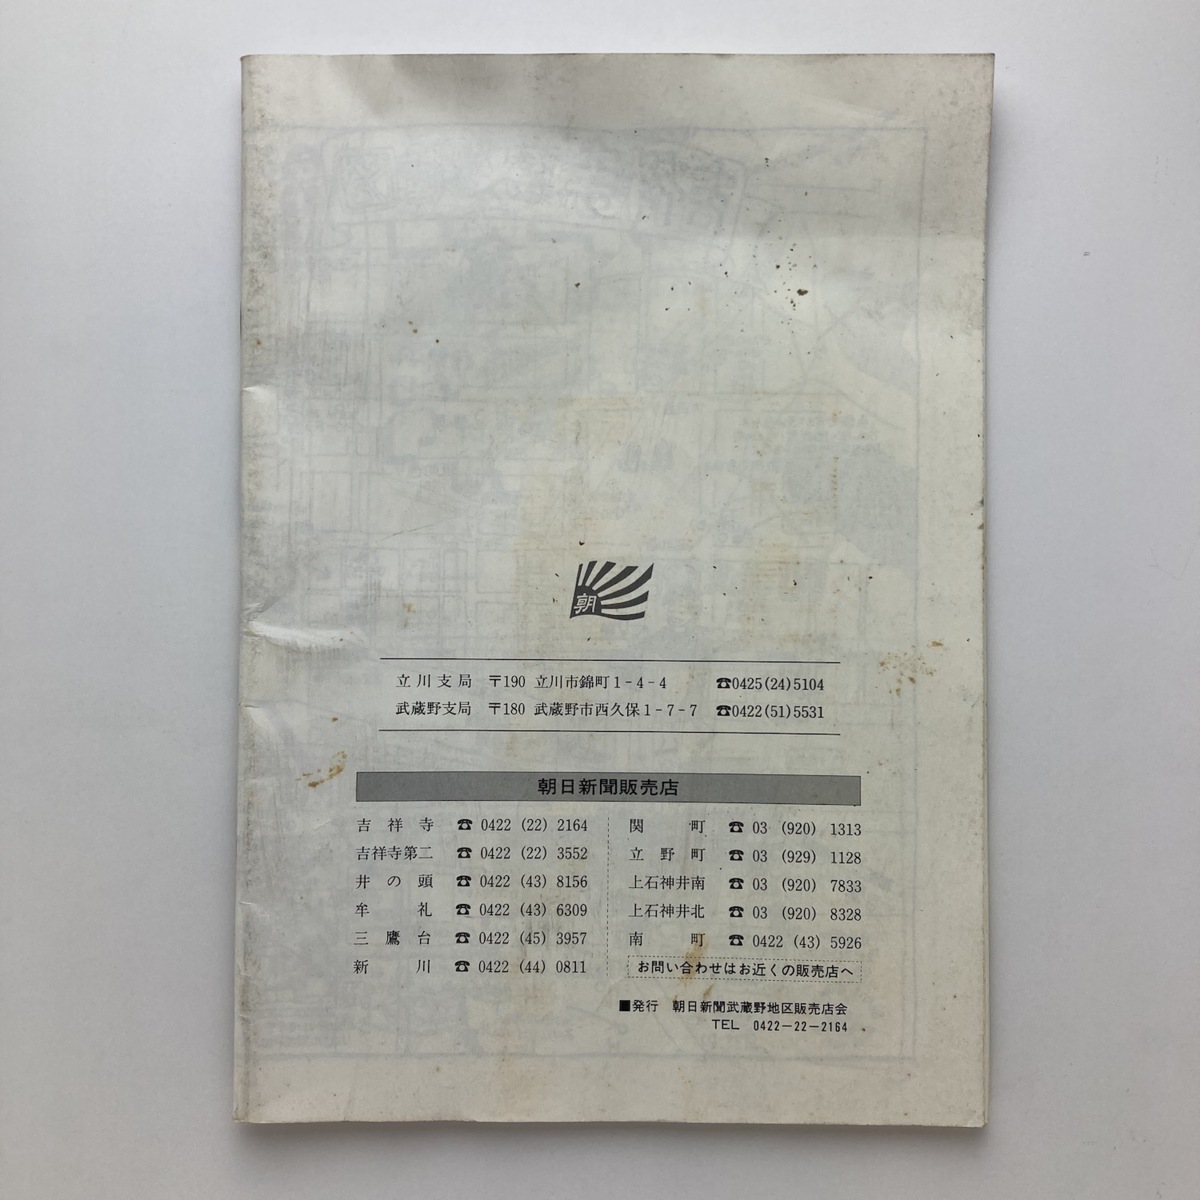 朝
立川支局 〒190 立川市錦町1-4-4 ☎0425(24)5104
武蔵野支局 〒180 武蔵野市西久保1-7-7 ☎0422(51)5531
朝日新聞販売店
吉祥寺 ☎ 0422 (22) 2164
吉祥寺第二 ☎ 0422 (22) 3552
井の頭 ☎ 0422 (43) 8156
牟礼 ☎ 0422 (43) 6309
三鷹台 ☎ 0422 (45) 3957
新川 ☎ 0422 (44) 0811
関町 ☎ 03 (920) 1313
立野町 ☎ 03 (929) 1128
上石神井南 ☎ 03 (920) 7833
上石神井北 ☎ 03 (920) 8328
南町 ☎ 0422 (43) 5926
お問い合わせはお近くの販売店へ
■発行 朝日新聞武蔵野地区販売店会
TEL 0422-22-2164